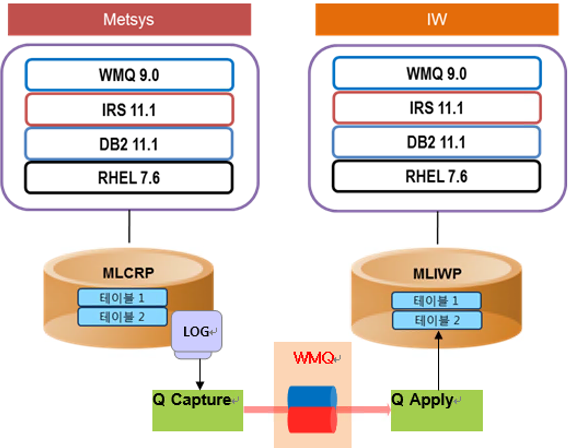 Metsys
IW
WMQ 9.0
IRS 11.1
DB2 11.1
RHEL 7.6
WMQ 9.0
IRS 11.1
DB2 11.1
RHEL 7.6
MLCRP
테이블 1
테이블 2
LOG
MLIWP
테이블 1
테이블 2
WMQ
Q Capture
Q Apply